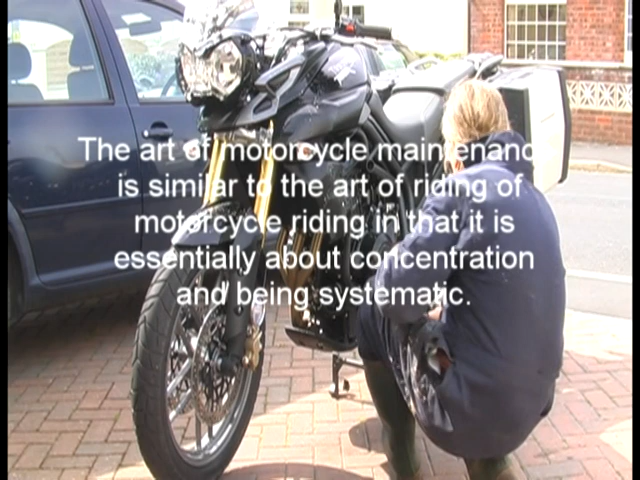 The art of motorcycle maintenance
is similar to the art of riding of
motorcycle riding in that it is
essentially about concentration
and being systematic.